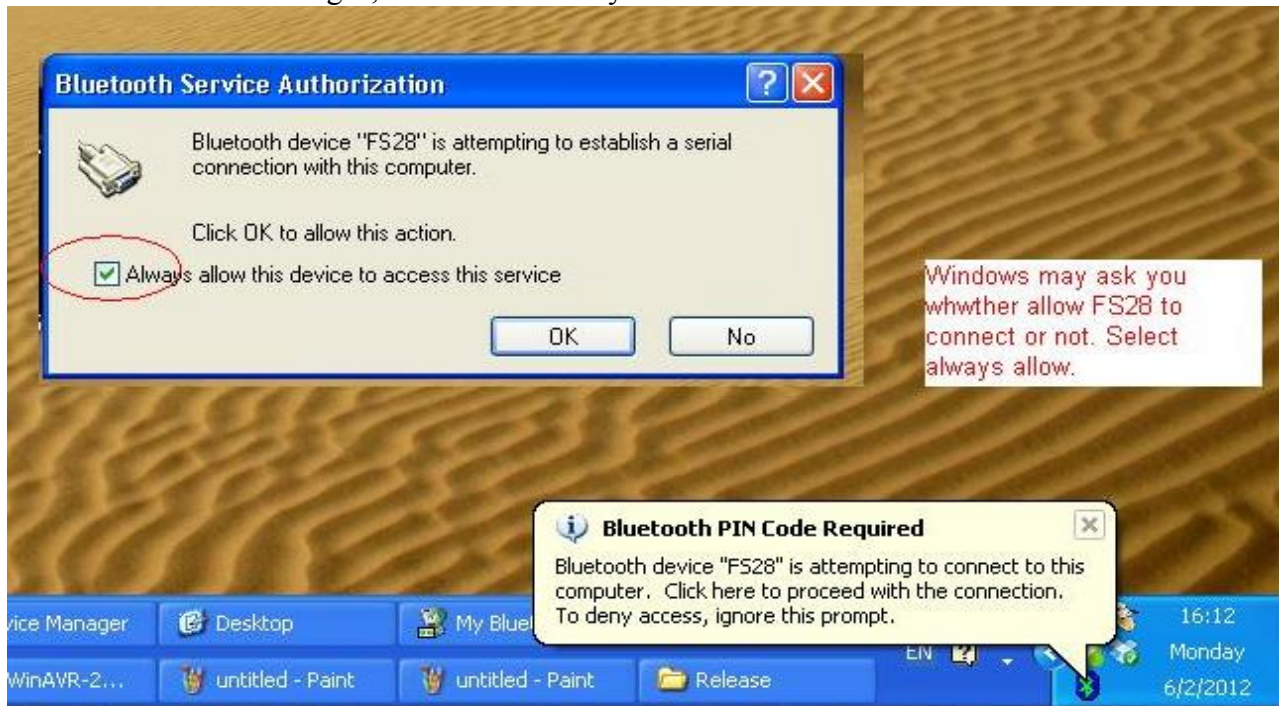 Bluetooth Service Authorization
Bluetooth device "FS28" is attempting to establish a serial
connection with this computer.
Click OK to allow this action.
Always allow this device to access this service
OK No
Windows may ask you
whwther allow FS28 to
connect or not. Select
always allow.
Bluetooth PIN Code Required
Bluetooth device "FS28" is attempting to connect to this
computer. Click here to proceed with the connection.
To deny access, ignore this prompt.
vice Manager Desktop My Bluet EN 16:12
Monday
WinAVR-2... untitled - Paint untitled - Paint Release 6/2/2012